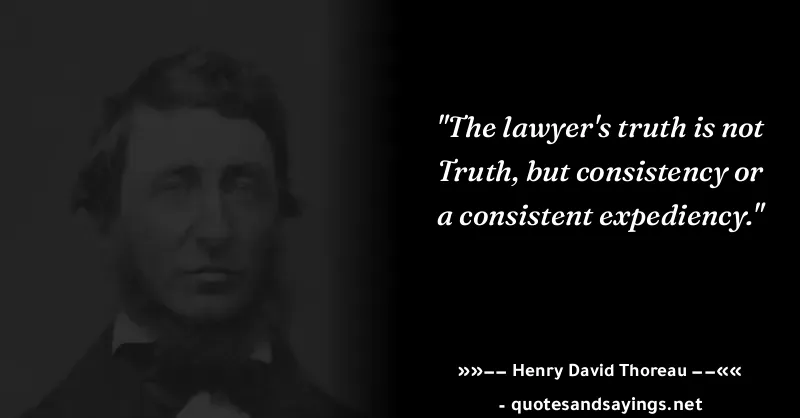 "The lawyer's truth is not
Truth, but consistency or
a consistent expediency."
»»−− Henry David Thoreau −−««
- quotesandsayings.net